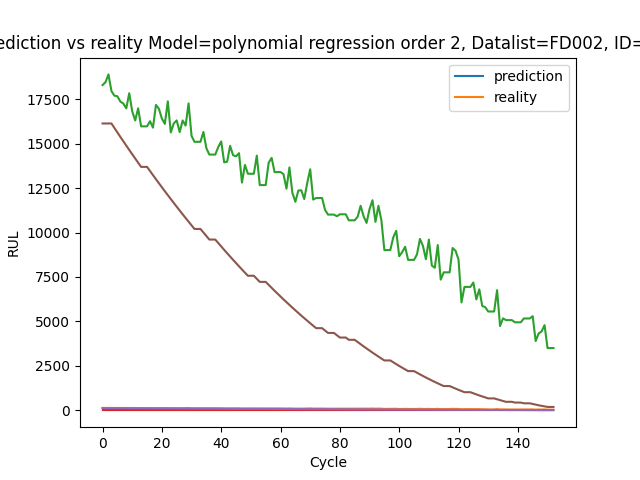 ediction vs reality Model=polynomial regression order 2, Datalist=FD002, ID=
prediction
reality
17500
15000
12500
10000
7500
5000
2500
0
RUL
0 20 40 60 80 100 120 140
Cycle